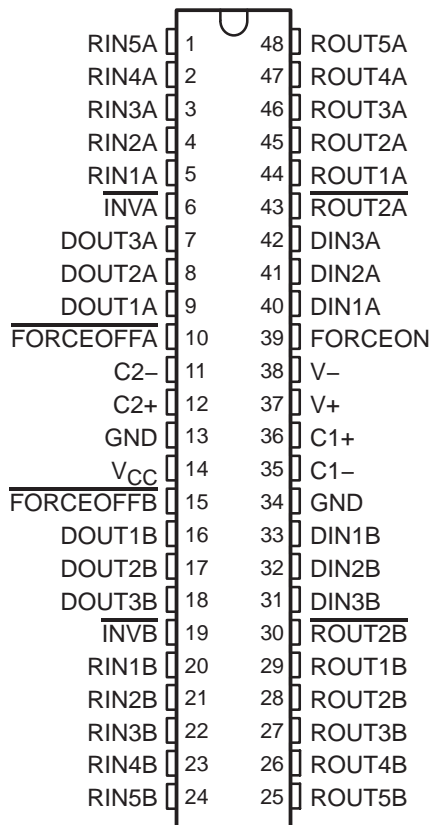 RIN5A 1 48 ROUT5A
RIN4A 2 47 ROUT4A
RIN3A 3 46 ROUT3A
RIN2A 4 45 ROUT2A
RIN1A 5 44 ROUT1A
INVA 6 43 ROUT2A
DOUT3A 7 42 DIN3A
DOUT2A 8 41 DIN2A
DOUT1A 9 40 DIN1A
FORCEOFFA 10 39 FORCEON
C2− 11 38 V−
C2+ 12 37 V+
GND 13 36 C1+
VCC 14 35 C1−
FORCEOFFB 15 34 GND
DOUT1B 16 33 DIN1B
DOUT2B 17 32 DIN2B
DOUT3B 18 31 DIN3B
INVB 19 30 ROUT2B
RIN1B 20 29 ROUT1B
RIN2B 21 28 ROUT2B
RIN3B 22 27 ROUT3B
RIN4B 23 26 ROUT4B
RIN5B 24 25 ROUT5B